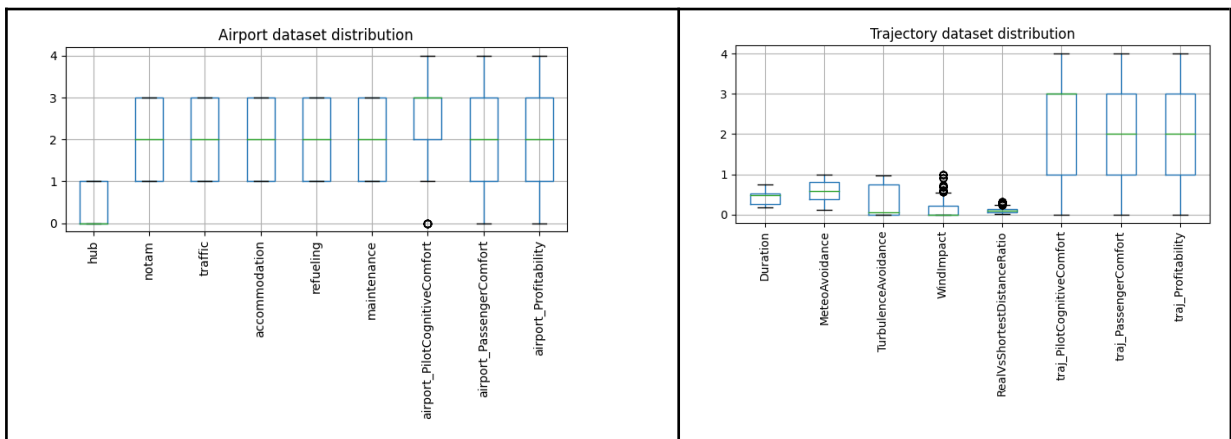 Airport dataset distribution
4
3
2
1
0
hub
notam
traffic
accommodation
refueling
maintenance
airport_PilotCognitiveComfort
airport_PassengerComfort
airport_Profitability
Trajectory dataset distribution
4
3
2
1
0
Duration
MeteoAvoidance
TurbulenceAvoidance
WindImpact
RealVsShortestDistanceRatio
traj_PilotCognitiveComfort
traj_PassengerComfort
traj_Profitability